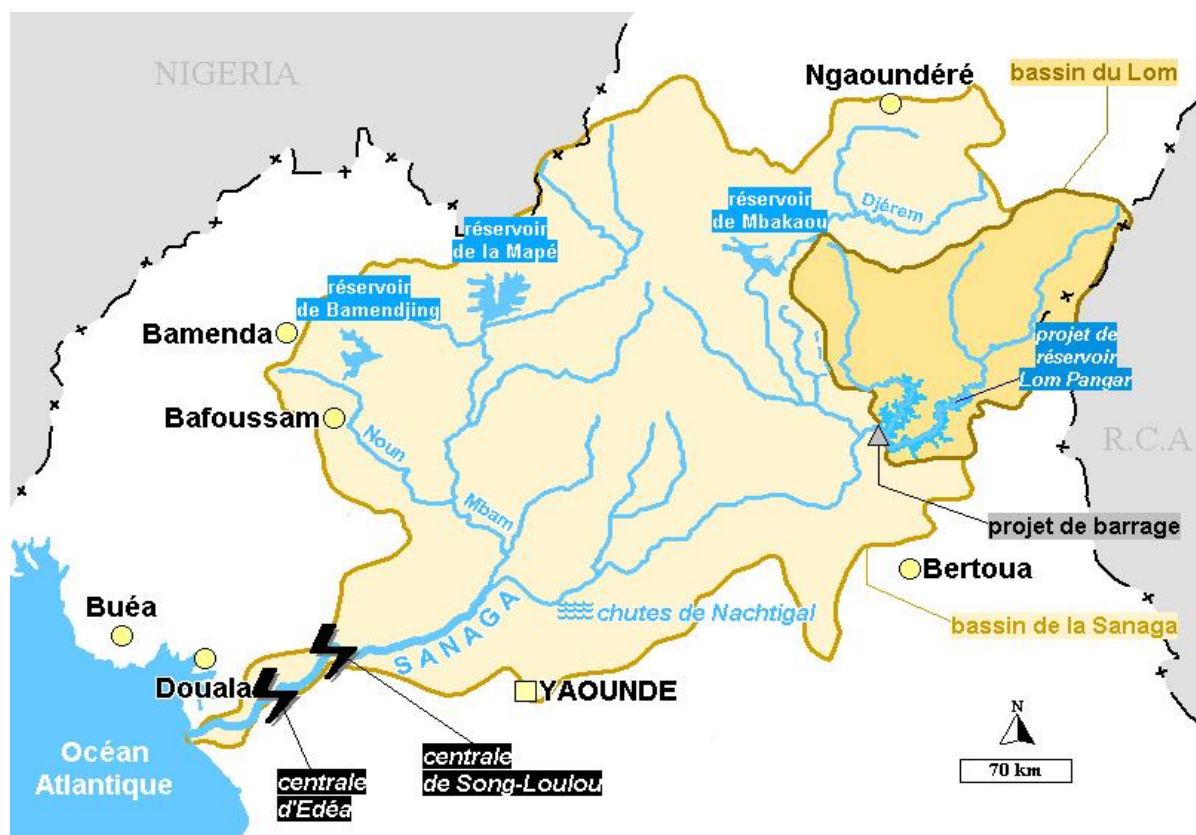 NIGERIA
Ngaoundéré
bassin du Lom
réservoir
de Mbakaou
Djérem
réservoir
de la Mapé
réservoir
de Bamendjing
Bamenda
projet de
réservoir
Lom Pangar
Bafoussam
R.C.A
Noun
Mbam
projet de barrage
Bertoua
Buéa
chutes de Nachtigal
bassin de la Sanaga
SANAGA
Douala
YAOUNDE
N
Océan
Atlantique
centrale
de Song-Loulou
centrale
d'Edéa
70 km